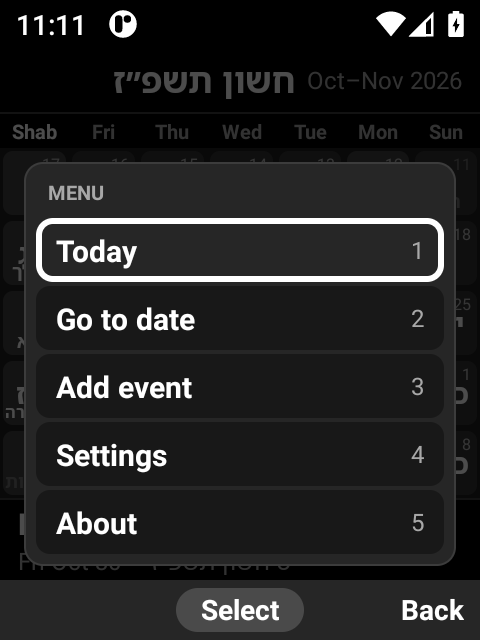 11:11
חשון תשפ״ז Oct–Nov 2026
Shab Fri Thu Wed Tue Mon Sun
MENU
Today 1
Go to date 2
Add event 3
Settings 4
About 5
Select Back